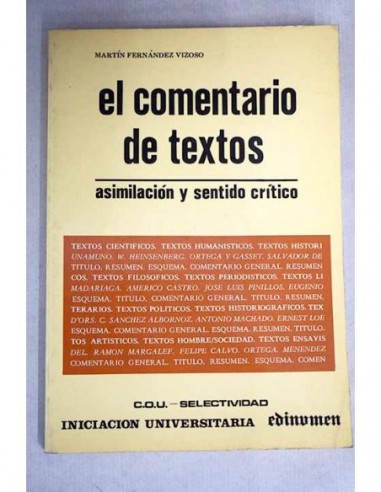 MARTÍN FERNÁNDEZ VIZOSO
el comentario
de textos
asimilación y sentido crítico
TEXTOS CIENTIFICOS. TEXTOS HUMANISTICOS. TEXTOS HISTORI
UNAMUNO, W. HEINSENBERG, ORTEGA Y GASSET, SALVADOR DE
TITULO, RESUMEN, ESQUEMA, COMENTARIO GENERAL, RESUMEN
COS. TEXTOS FILOSOFICOS. TEXTOS PERIODISTICOS. TEXTOS LI
MADARIAGA, AMERICO CASTRO, JOSE LUIS PINILLOS, EUGENIO
ESQUEMA, TITULO, COMENTARIO GENERAL, TITULO, RESUMEN,
TERARIOS. TEXTOS POLITICOS. TEXTOS HISTORIOGRAFICOS. TEX
D'ORS, C. SANCHEZ ALBORNOZ, ANTONIO MACHADO, ERNEST LOE
ESQUEMA, COMENTARIO GENERAL, ESQUEMA, RESUMEN, TITULO,
TOS ARTISTICOS. TEXTOS HOMBRE/SOCIEDAD. TEXTOS ENSAYIS
DEL, RAMON MARGALEF, FELIPE CALVO, ORTEGA, MENENDEZ
COMENTARIO GENERAL, TITULO, RESUMEN, ESQUEMA, COMEN
C.O.U. – SELECTIVIDAD
INICIACION UNIVERSITARIA edinumen